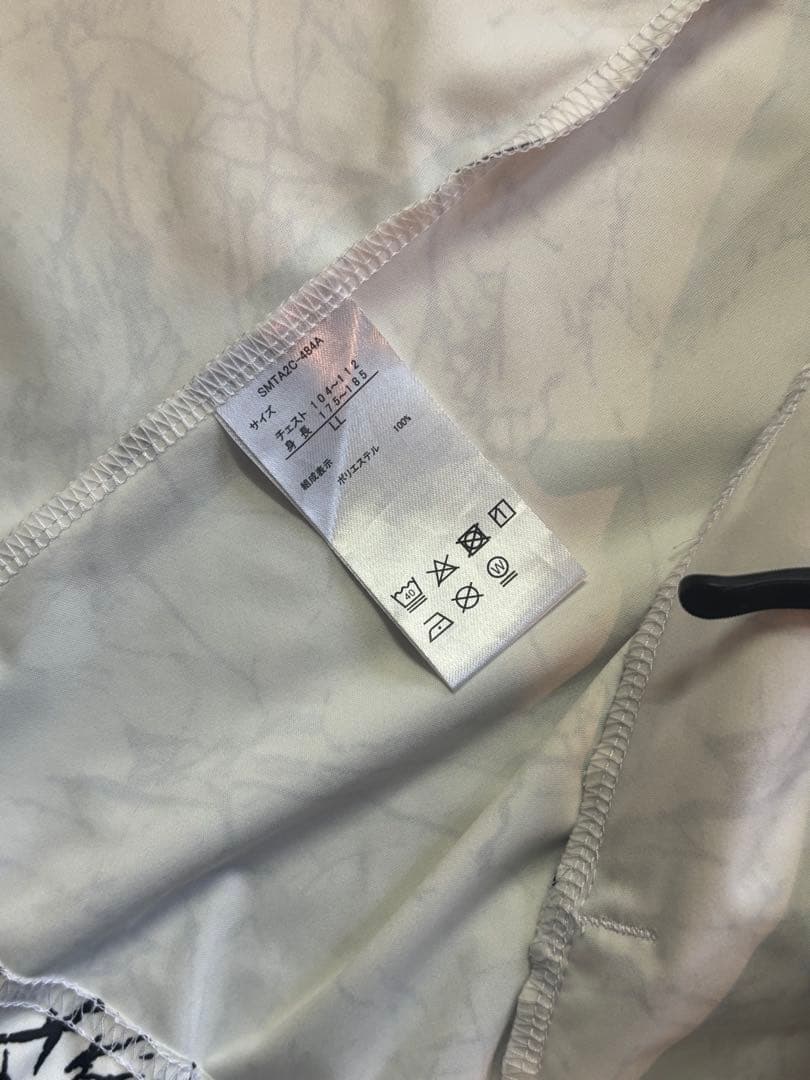 SMTA2C-484A
サイズ
チェスト 104~112
身長 175~185
LL
組成表示
ポリエステル 100%
40
W